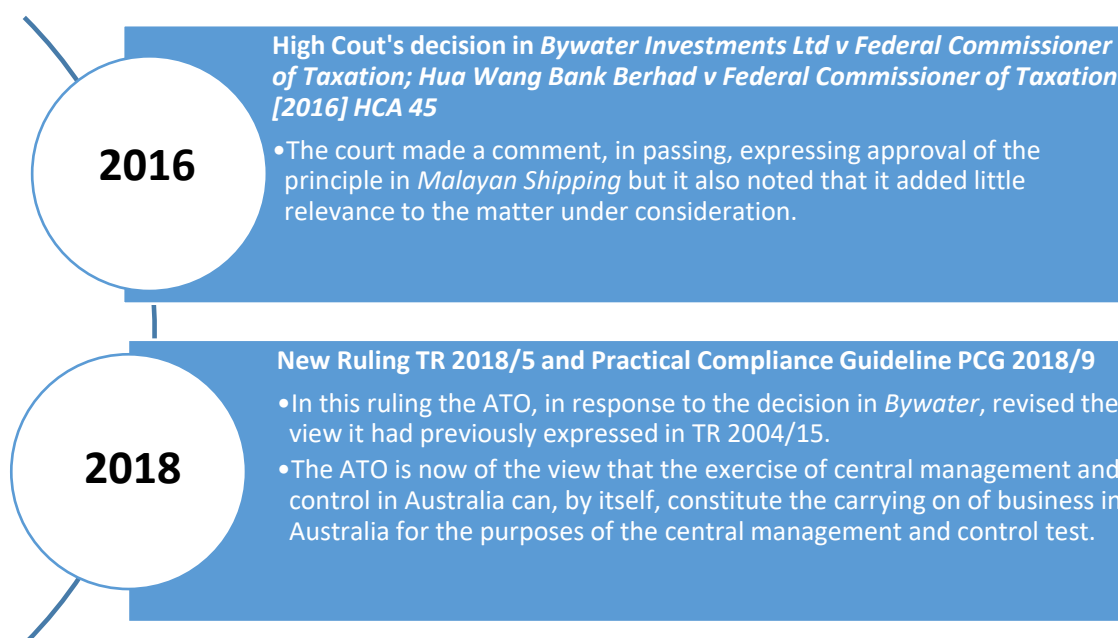 2016
High Cout's decision in Bywater Investments Ltd v Federal Commissioner
of Taxation; Hua Wang Bank Berhad v Federal Commissioner of Taxation
[2016] HCA 45
•The court made a comment, in passing, expressing approval of the
principle in Malayan Shipping but it also noted that it added little
relevance to the matter under consideration.
2018
New Ruling TR 2018/5 and Practical Compliance Guideline PCG 2018/9
•In this ruling the ATO, in response to the decision in Bywater, revised the
view it had previously expressed in TR 2004/15.
•The ATO is now of the view that the exercise of central management and
control in Australia can, by itself, constitute the carrying on of business in
Australia for the purposes of the central management and control test.